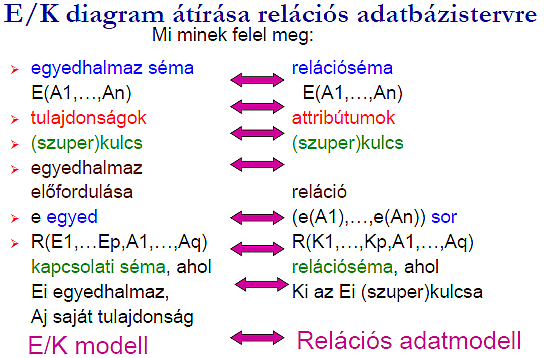 E/K diagram átírása relációs adatbázistervre
Mi minek felel meg:
egyedhalmaz séma relációséma
E(A1,…,An) E(A1,…,An)
tulajdonságok attribútumok
(szuper)kulcs (szuper)kulcs
egyedhalmaz
előfordulása reláció
e egyed (e(A1),…,e(An)) sor
R(E1,…Ep,A1,…,Aq) R(K1,…,Kp,A1,…,Aq)
kapcsolati séma, ahol relációséma, ahol
Ei egyedhalmaz, Ki az Ei (szuper)kulcsa
Aj saját tulajdonság
E/K modell Relációs adatmodell